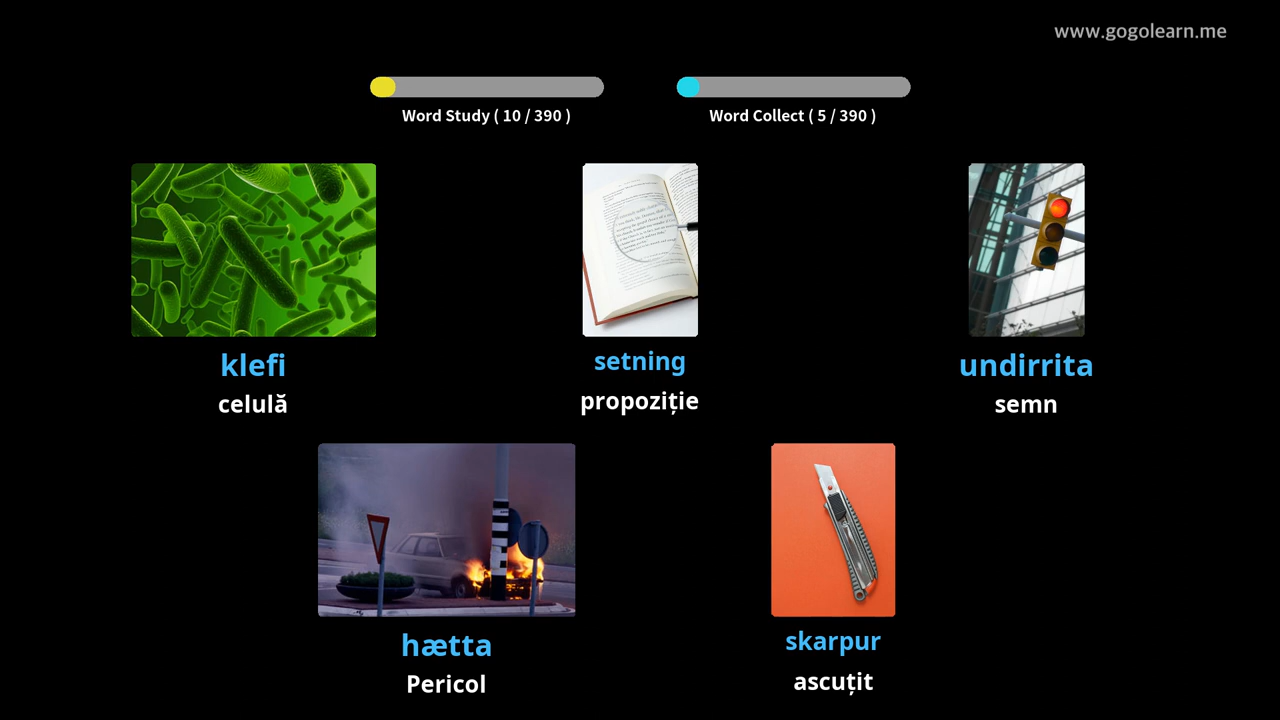 www.gogolearn.me
Word Study ( 10 / 390 )
Word Collect ( 5 / 390 )
klefi
celulă
setning
propoziție
undirrita
semn
hætta
Pericol
skarpur
ascuțit